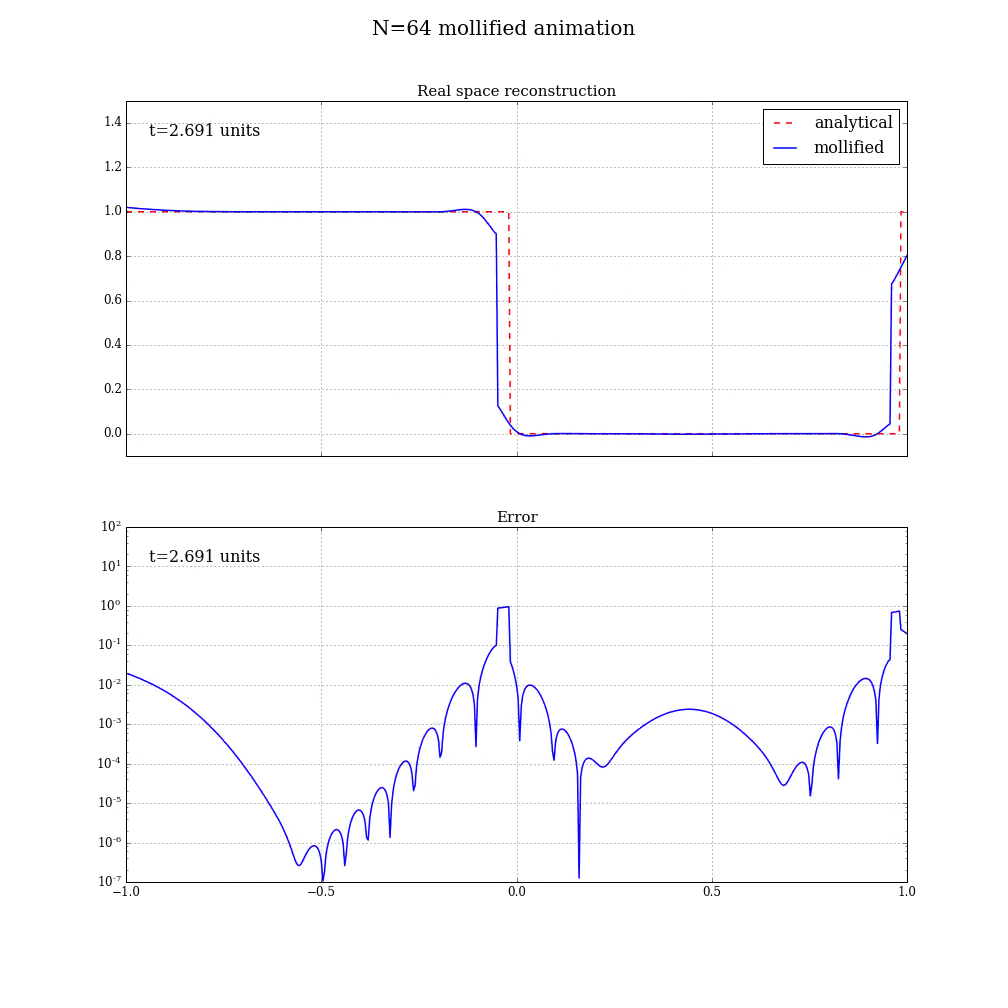 N=64 mollified animation
Real space reconstruction
t=2.691 units
analytical
mollified
1.4
1.2
1.0
0.8
0.6
0.4
0.2
0.0
Error
t=2.691 units
10²
10¹
10⁰
10⁻¹
10⁻²
10⁻³
10⁻⁴
10⁻⁵
10⁻⁶
10⁻⁷
−1.0 −0.5 0.0 0.5 1.0